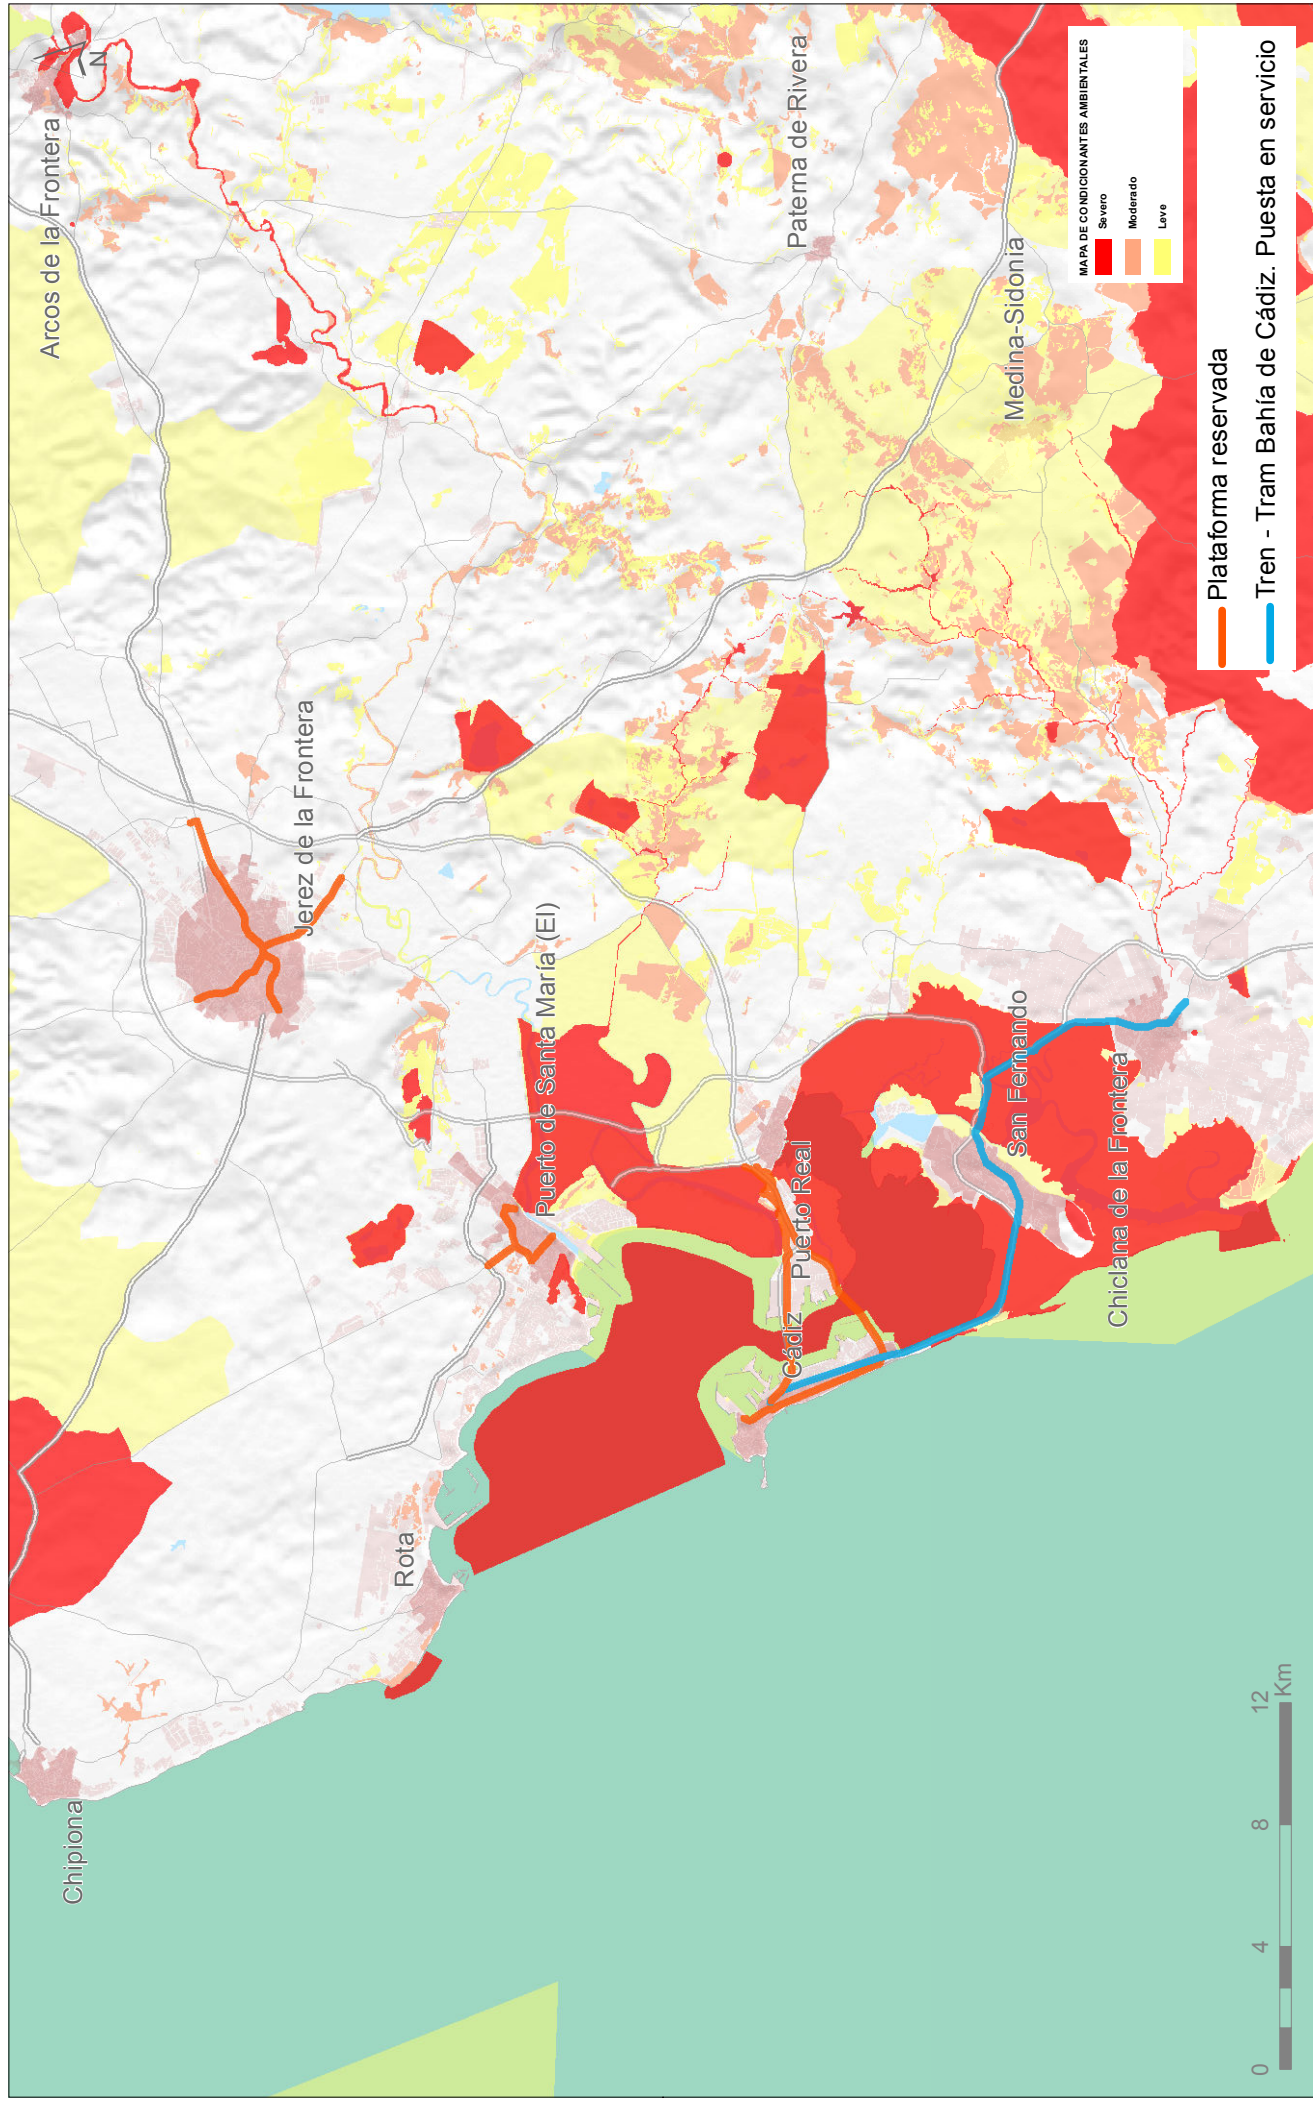 Arcos de la Frontera
N
Paterna de Rivera
Medina-Sidonia
Jerez de la Frontera
Puerto de Santa María (El)
San Fernando
Chiclana de la Frontera
Puerto Real
Cádiz
Rota
Chipiona
MAPA DE CONDICIONANTES AMBIENTALES
Severo
Moderado
Leve
Plataforma reservada
Tren - Tram Bahía de Cádiz. Puesta en servicio
0 4 8 12
Km